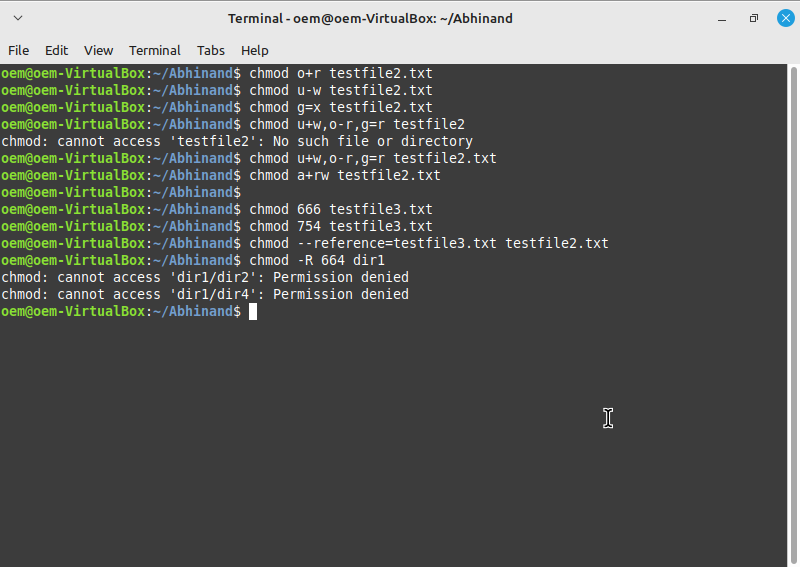 Terminal - oem@oem-VirtualBox: ~/Abhinand
File Edit View Terminal Tabs Help
oem@oem-VirtualBox:~/Abhinand$ chmod o+r testfile2.txt
oem@oem-VirtualBox:~/Abhinand$ chmod u-w testfile2.txt
oem@oem-VirtualBox:~/Abhinand$ chmod g=x testfile2.txt
oem@oem-VirtualBox:~/Abhinand$ chmod u+w,o-r,g=r testfile2
chmod: cannot access 'testfile2': No such file or directory
oem@oem-VirtualBox:~/Abhinand$ chmod u+w,o-r,g=r testfile2.txt
oem@oem-VirtualBox:~/Abhinand$ chmod a+rw testfile2.txt
oem@oem-VirtualBox:~/Abhinand$
oem@oem-VirtualBox:~/Abhinand$ chmod 666 testfile3.txt
oem@oem-VirtualBox:~/Abhinand$ chmod 754 testfile3.txt
oem@oem-VirtualBox:~/Abhinand$ chmod --reference=testfile3.txt testfile2.txt
oem@oem-VirtualBox:~/Abhinand$ chmod -R 664 dir1
chmod: cannot access 'dir1/dir2': Permission denied
chmod: cannot access 'dir1/dir4': Permission denied
oem@oem-VirtualBox:~/Abhinand$